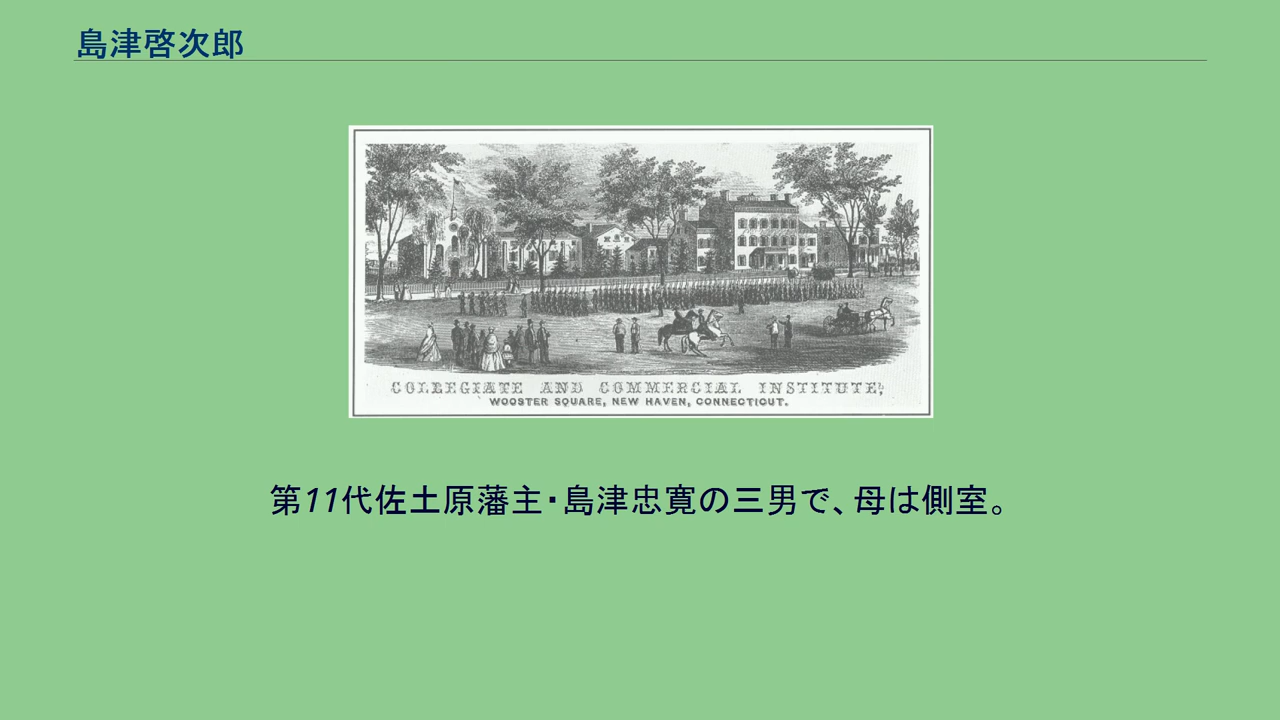 島津啓次郎
COLLEGIATE AND COMMERCIAL INSTITUTE,
WOOSTER SQUARE, NEW HAVEN, CONNECTICUT.
第11代佐土原藩主・島津忠寛の三男で、母は側室。